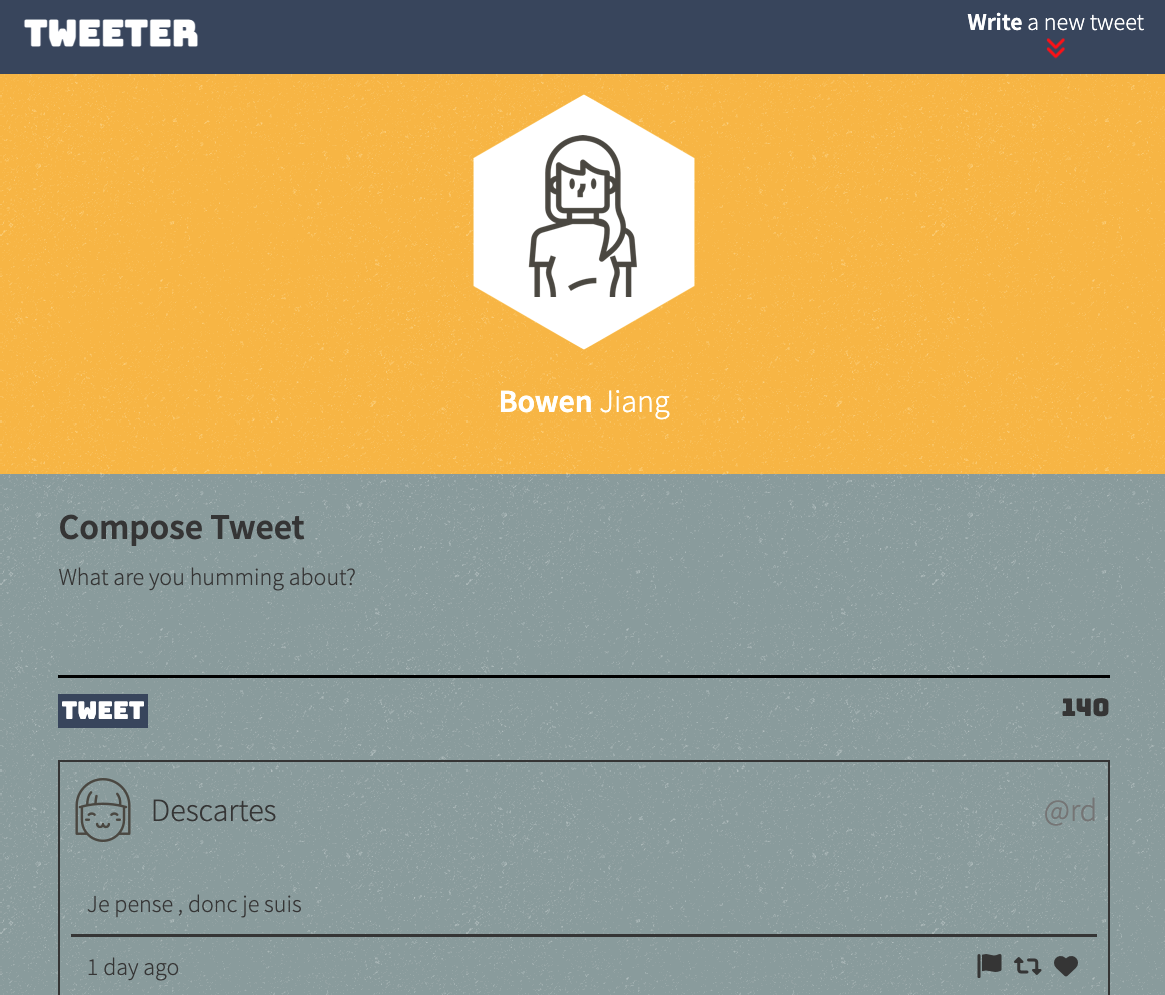 TWEETER
Write a new tweet
Bowen Jiang
Compose Tweet
What are you humming about?
TWEET
140
Descartes
@rd
Je pense , donc je suis
1 day ago